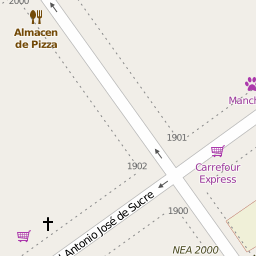 2000
Almacen
de Pizza
Manch
1901
Carrefour
Express
1902
Antonio José de Sucre
1900
NEA 2000